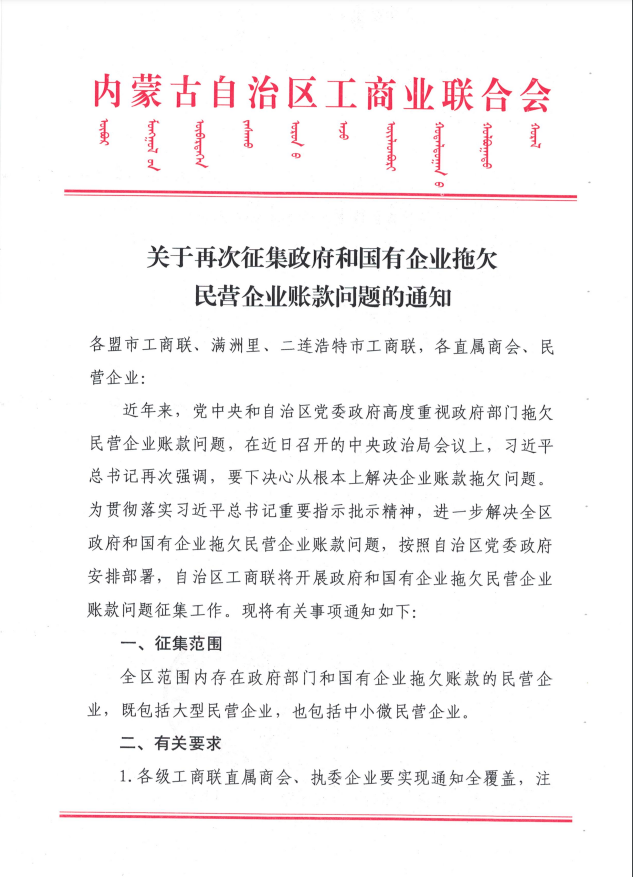 内蒙古自治区工商业联合会
关于再次征集政府和国有企业拖欠
民营企业账款问题的通知
各盟市工商联、满洲里、二连浩特市工商联，各直属商会、民
营企业：
近年来，党中央和自治区党委政府高度重视政府部门拖欠
民营企业账款问题，在近日召开的中央政治局会议上，习近平
总书记再次强调，要下决心从根本上解决企业账款拖欠问题。
为贯彻落实习近平总书记重要指示批示精神，进一步解决全区
政府和国有企业拖欠民营企业账款问题，按照自治区党委政府
安排部署，自治区工商联将开展政府和国有企业拖欠民营企业
账款问题征集工作。现将有关事项通知如下：
一、征集范围
全区范围内存在政府部门和国有企业拖欠账款的民营企
业，既包括大型民营企业，也包括中小微民营企业。
二、有关要求
1.各级工商联直属商会、执委企业要实现通知全覆盖，注